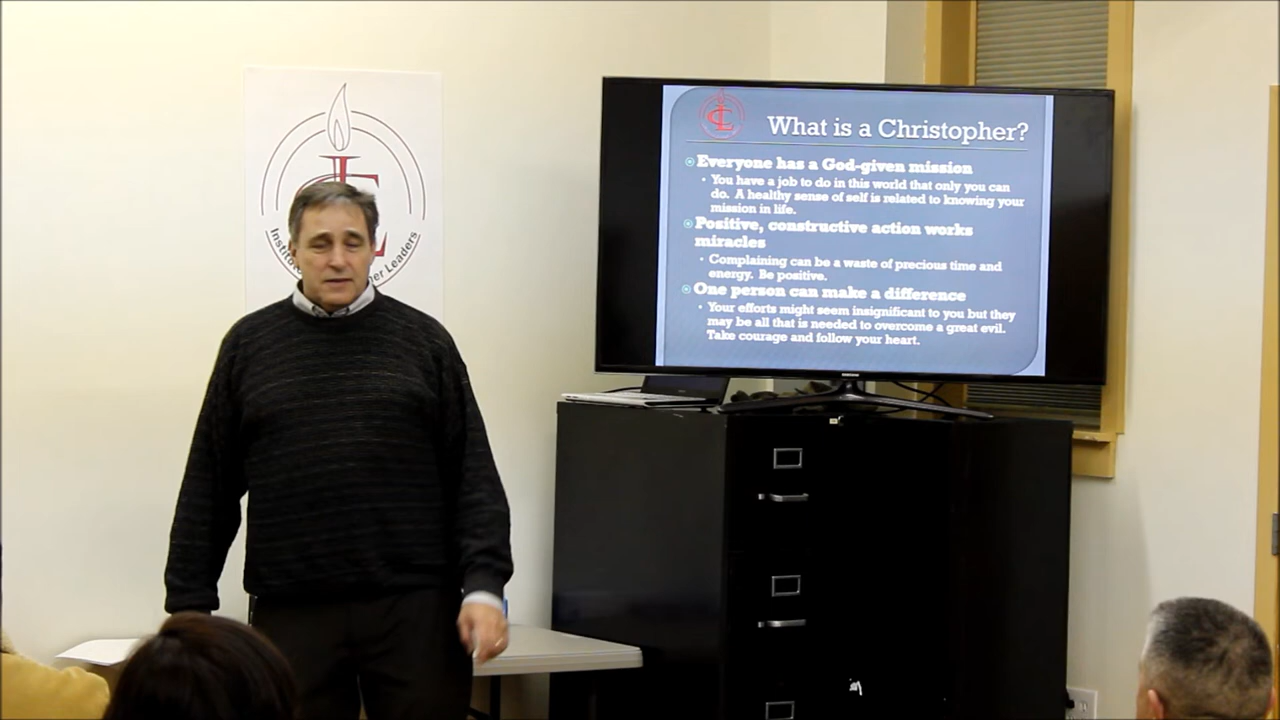 What is a Christopher?
Everyone has a God-given mission
You have a job to do in this world that only you can
do. A healthy sense of self is related to knowing your
mission in life.
Positive, constructive action works
miracles
Complaining can be a waste of precious time and
energy. Be positive.
One person can make a difference
Your efforts might seem insignificant to you but they
may be all that is needed to overcome a great evil.
Take courage and follow your heart.
SAMSUNG
Leaders